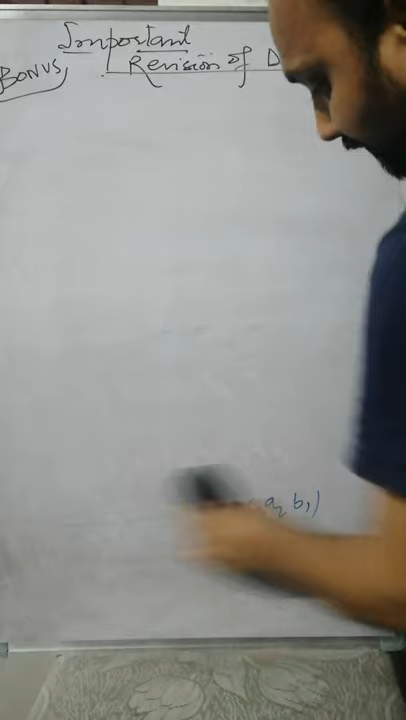 Important
BONUS, Revision of D
a₂ b₁)